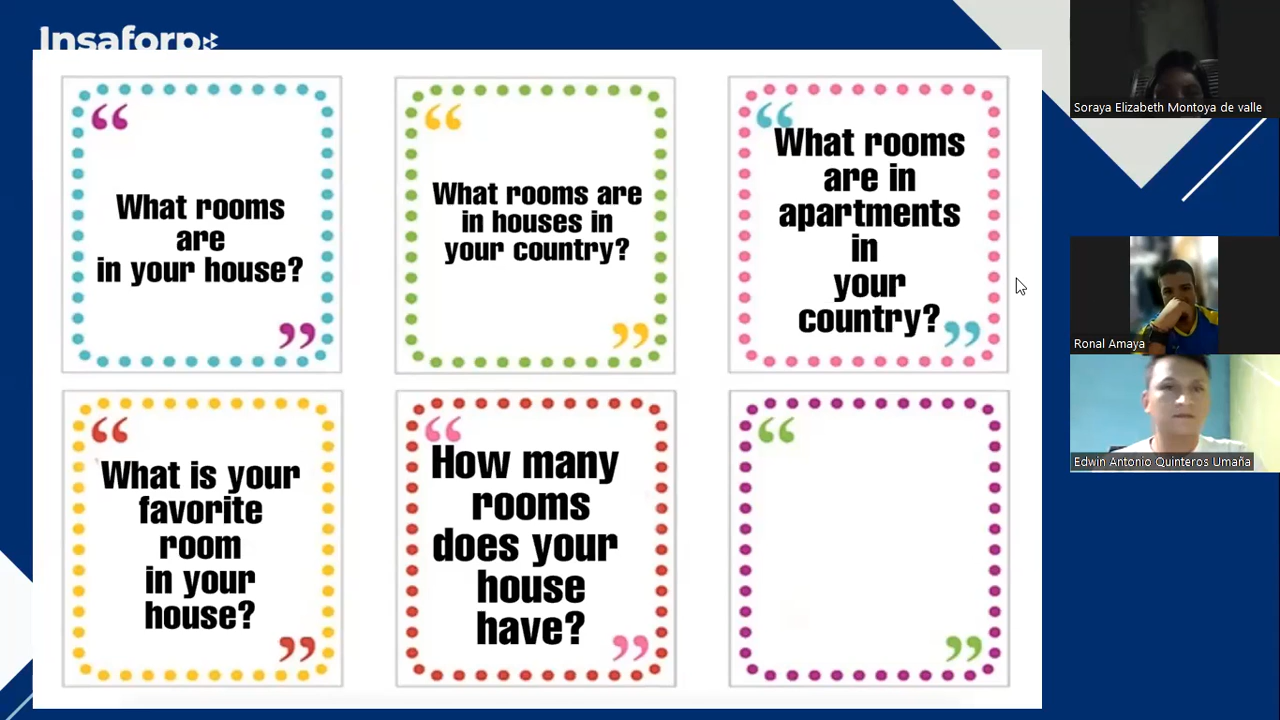 Insaforp
What rooms
are
in your house?
What rooms are
in houses in
your country?
What rooms
are in
apartments
in
your
country?
What is your
favorite
room
in your
house?
How many
rooms
does your
house
have?
Soraya Elizabeth Montoya de valle
Ronal Amaya
Edwin Antonio Quinteros Umaña